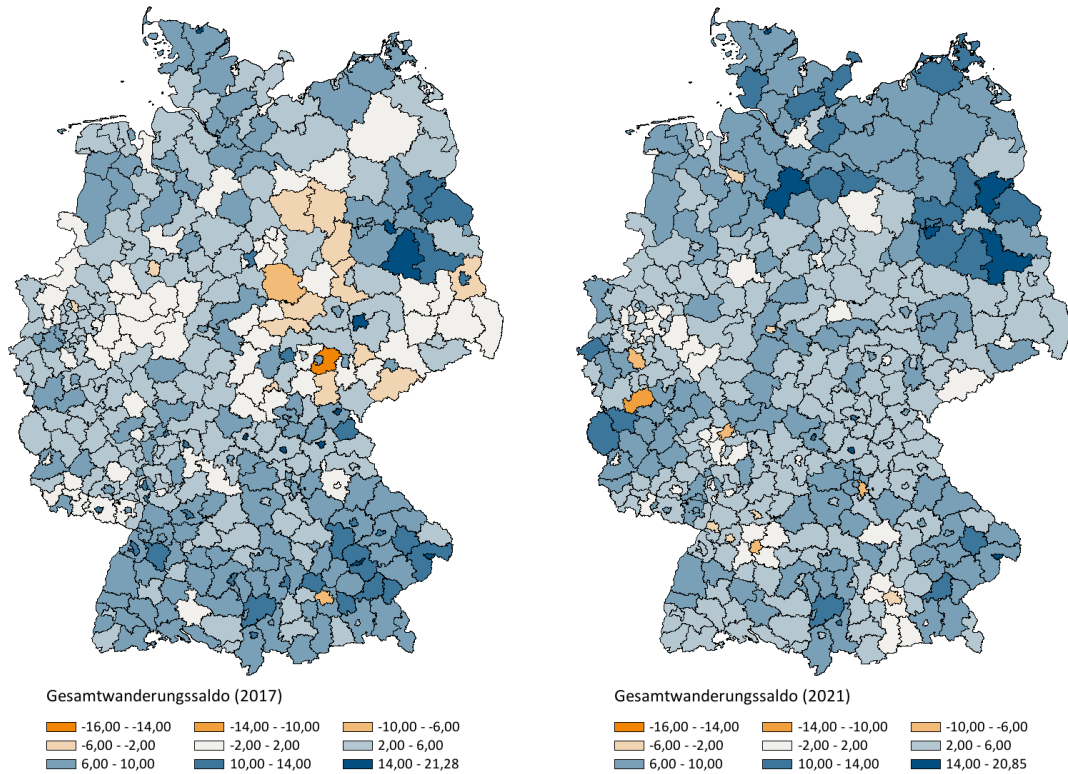 Gesamtwanderungssaldo (2017)
-16,00 - -14,00 -14,00 - -10,00 -10,00 - -6,00
-6,00 - -2,00 -2,00 - 2,00 2,00 - 6,00
6,00 - 10,00 10,00 - 14,00 14,00 - 21,28
Gesamtwanderungssaldo (2021)
-16,00 - -14,00 -14,00 - -10,00 -10,00 - -6,00
-6,00 - -2,00 -2,00 - 2,00 2,00 - 6,00
6,00 - 10,00 10,00 - 14,00 14,00 - 20,85